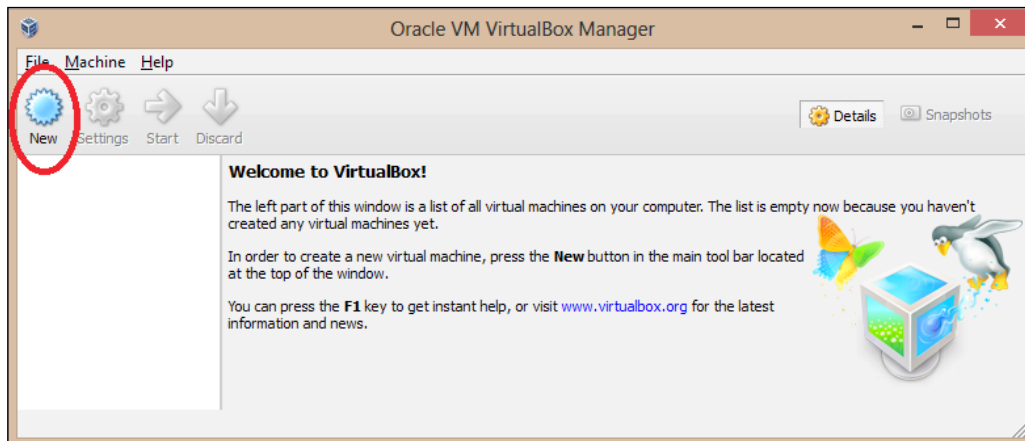 Oracle VM VirtualBox Manager
File Machine Help
New Settings Start Discard
Details Snapshots
Welcome to VirtualBox!
The left part of this window is a list of all virtual machines on your computer. The list is empty now because you haven't
created any virtual machines yet.
In order to create a new virtual machine, press the New button in the main tool bar located
at the top of the window.
You can press the F1 key to get instant help, or visit www.virtualbox.org for the latest
information and news.